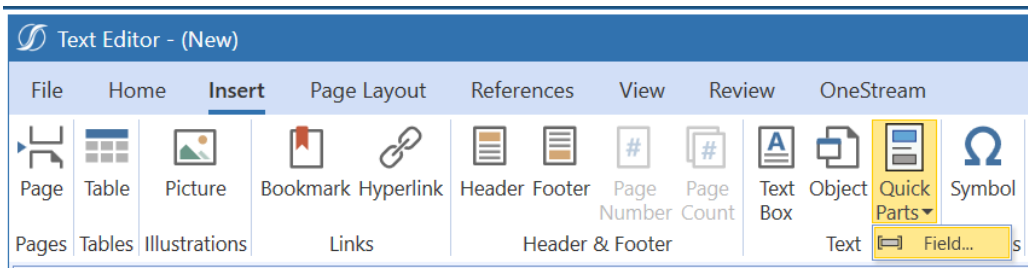 Text Editor - (New)
File Home Insert Page Layout References View Review OneStream
Page Table Picture Bookmark Hyperlink Header Footer Page Number Page Count Text Box Object Quick Parts Symbol
Pages Tables Illustrations Links Header & Footer Text s
Field...